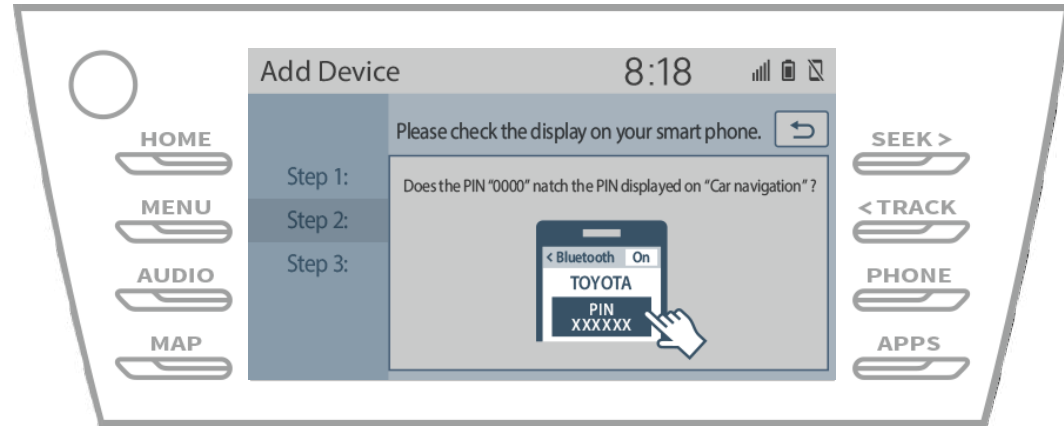 Add Device 8:18
HOME
MENU
AUDIO
MAP
Please check the display on your smart phone.
Step 1:
Step 2:
Step 3:
Does the PIN "0000" natch the PIN displayed on "Car navigation" ?
< Bluetooth On
TOYOTA
PIN
XXXXXX
SEEK >
< TRACK
PHONE
APPS